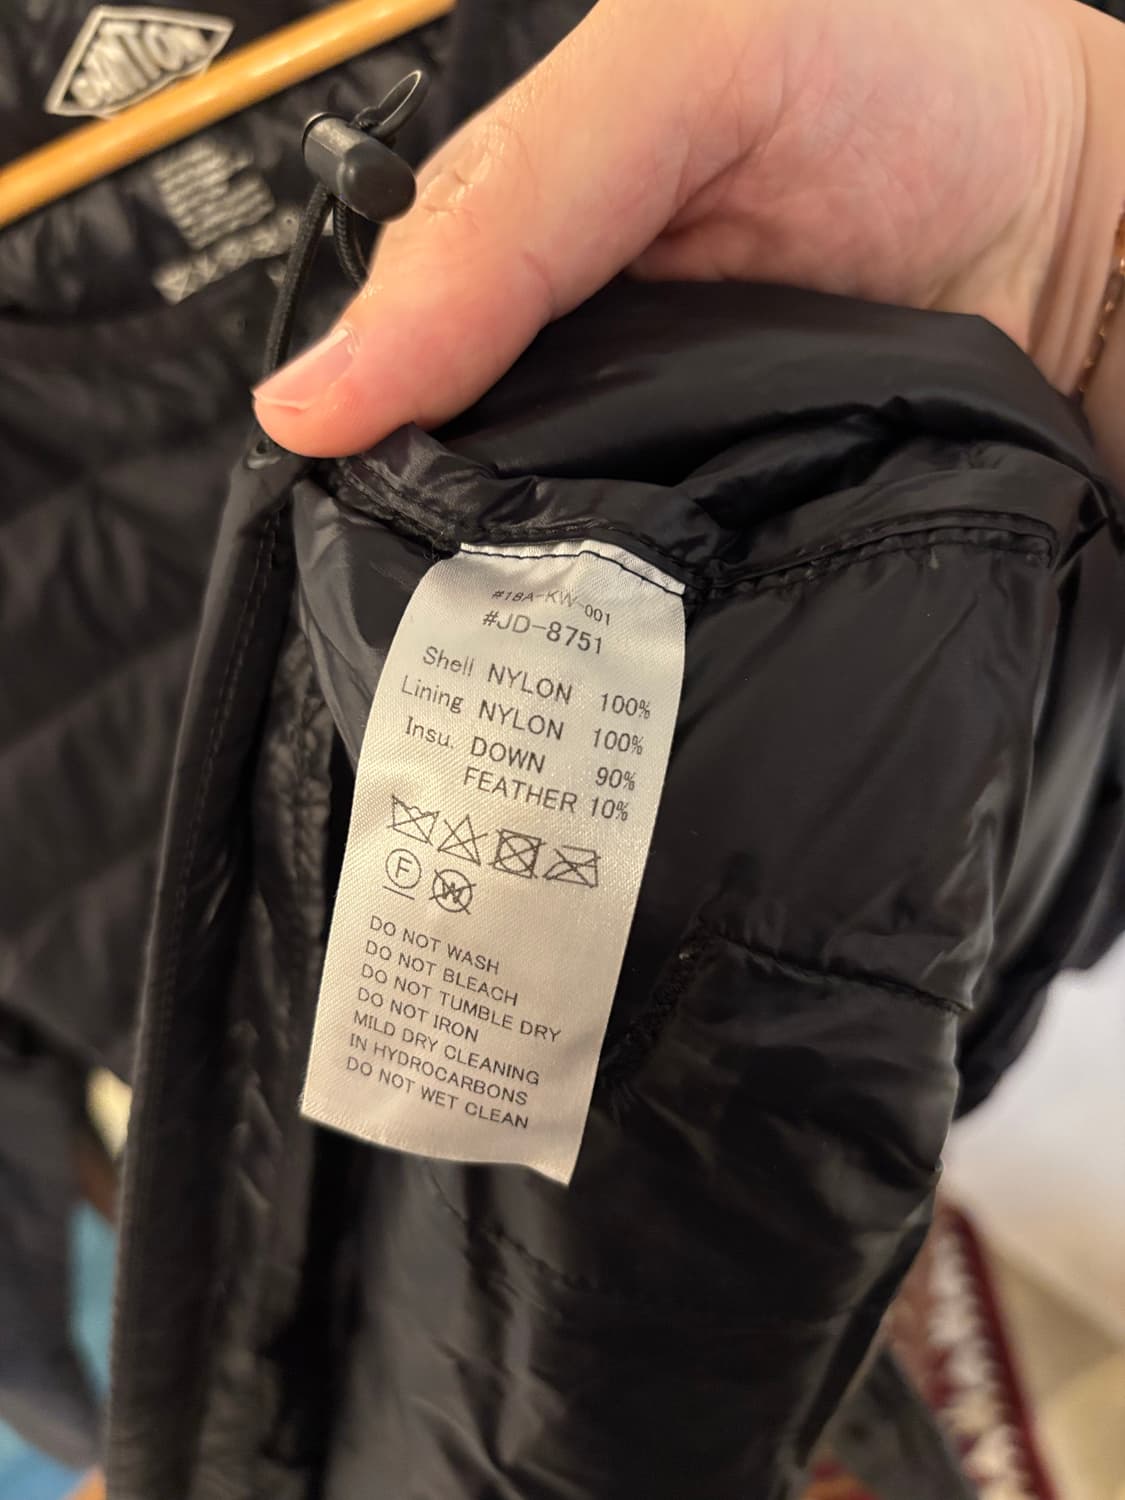 DANTON
#18A-KW-001
#JD-8751
Shell NYLON 100%
Lining NYLON 100%
Insu. DOWN 90%
FEATHER 10%
F
W
DO NOT WASH
DO NOT BLEACH
DO NOT TUMBLE DRY
DO NOT IRON
MILD DRY CLEANING
IN HYDROCARBONS
DO NOT WET CLEAN